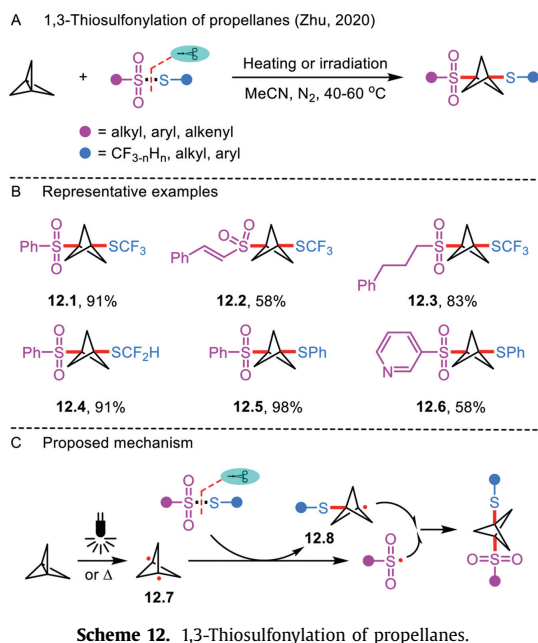 A 1,3-Thiosulfonylation of propellanes (Zhu, 2020)
+
O
S
O
S
Heating or irradiation
MeCN, N₂, 40-60 ºC
O
S
O
S
= alkyl, aryl, alkenyl
= CF₃₋ₙHₙ, alkyl, aryl
B Representative examples
O
Ph S SCF₃
O
12.1, 91%
O O
S SCF₃
Ph
12.2, 58%
O
S SCF₃
O
Ph
12.3, 83%
O
Ph S SCF₂H
O
12.4, 91%
O
Ph S SPh
O
12.5, 98%
O
S SPh
O
N
12.6, 58%
C Proposed mechanism
or Δ
12.7
O
S S
O
S
12.8
O
S
O
S
O=S=O
Scheme 12. 1,3-Thiosulfonylation of propellanes.